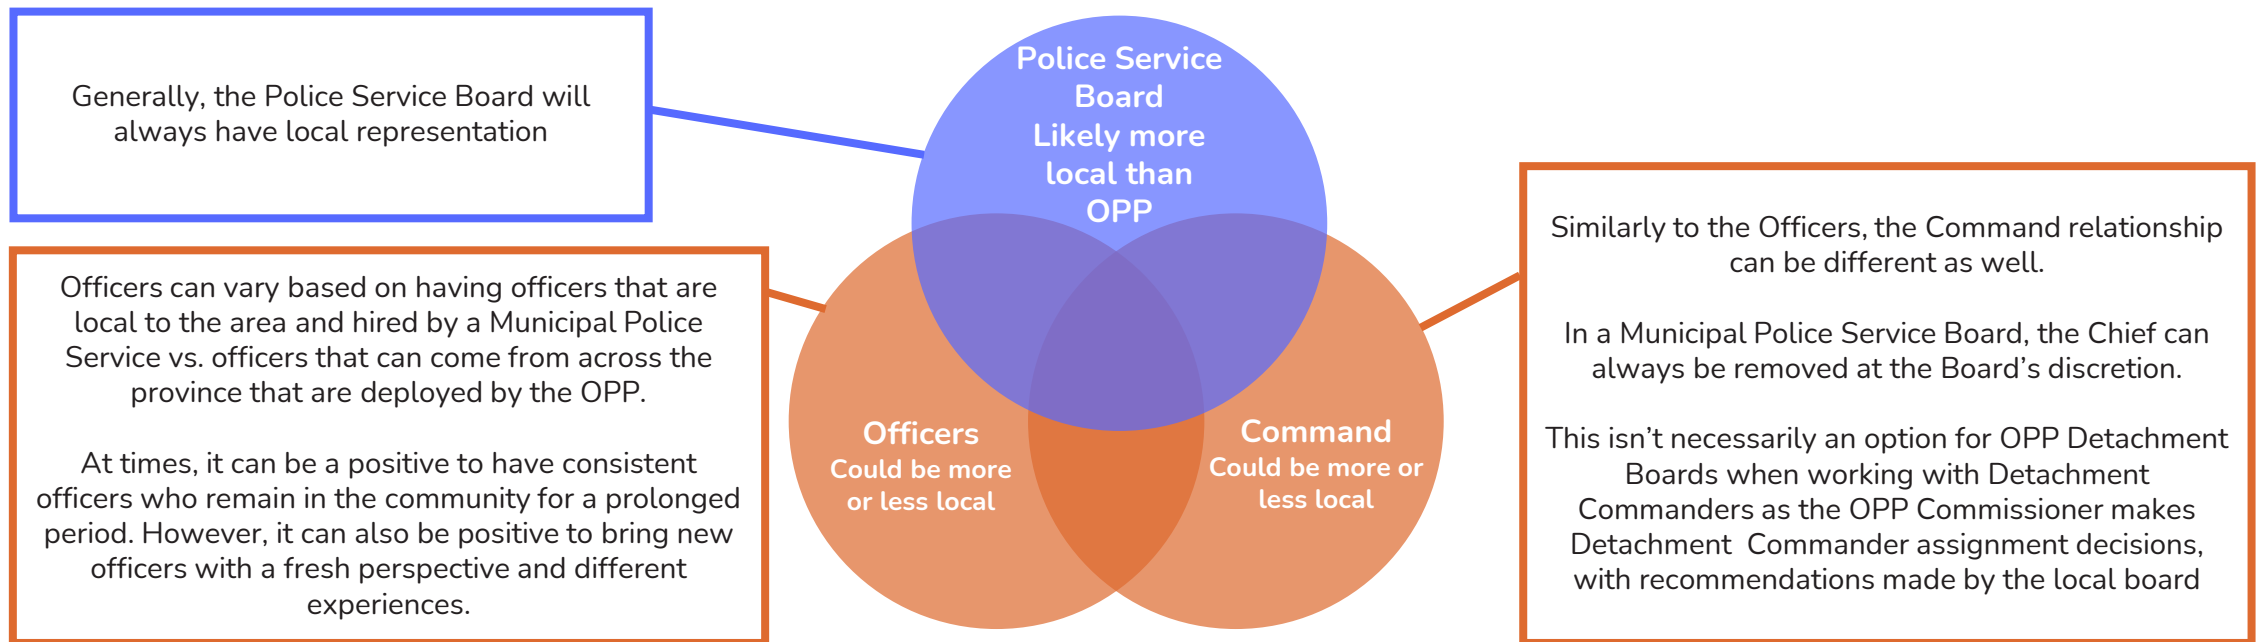 Generally, the Police Service Board will
always have local representation
Police Service
Board
Likely more
local than
OPP
Officers can vary based on having officers that are
local to the area and hired by a Municipal Police
Service vs. officers that can come from across the
province that are deployed by the OPP.
At times, it can be a positive to have consistent
officers who remain in the community for a prolonged
period. However, it can also be positive to bring new
officers with a fresh perspective and different
experiences.
Officers
Could be more
or less local
Command
Could be more or
less local
Similarly to the Officers, the Command relationship
can be different as well.
In a Municipal Police Service Board, the Chief can
always be removed at the Board’s discretion.
This isn’t necessarily an option for OPP Detachment
Boards when working with Detachment
Commanders as the OPP Commissioner makes
Detachment  Commander assignment decisions,
with recommendations made by the local board